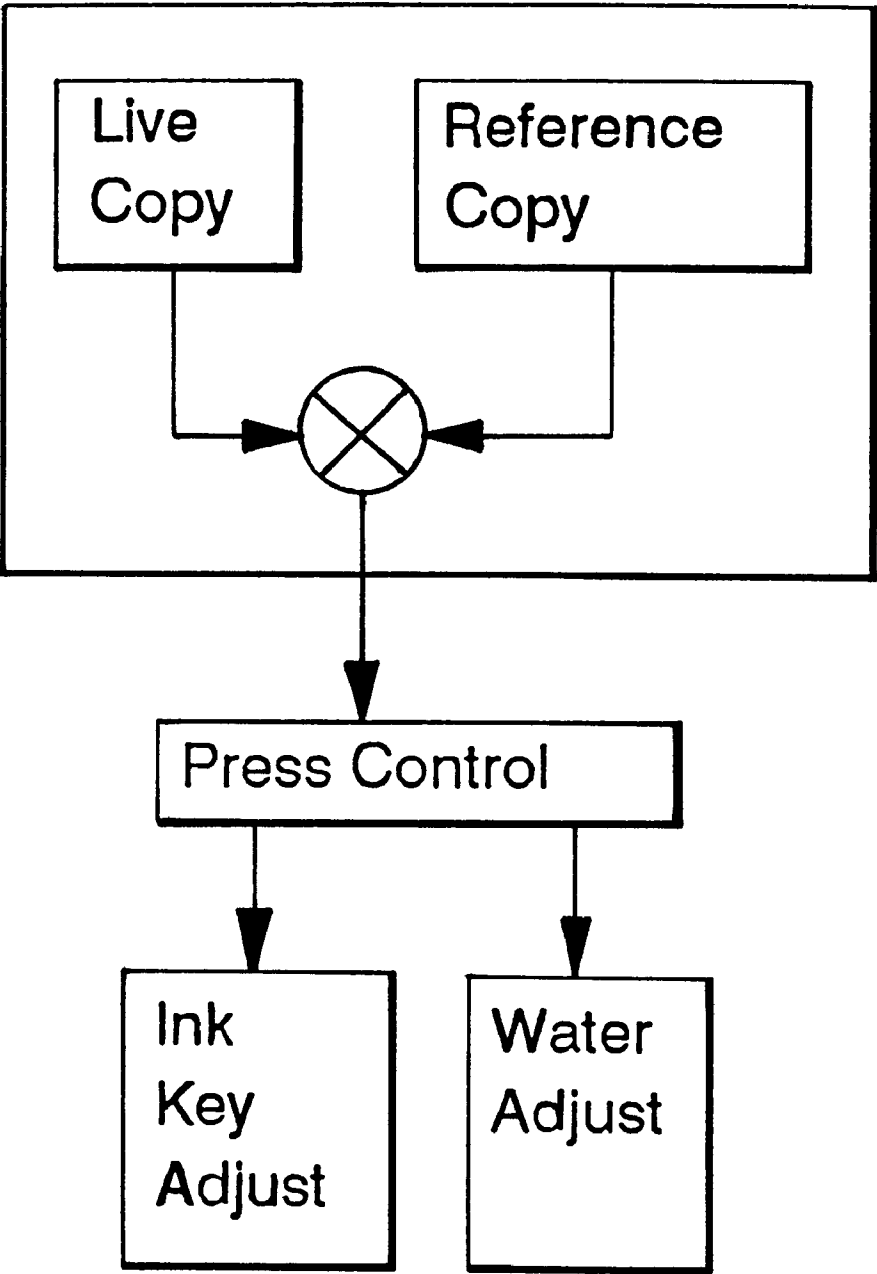 Live
Copy
Reference
Copy
Press Control
Ink
Key
Adjust
Water
Adjust